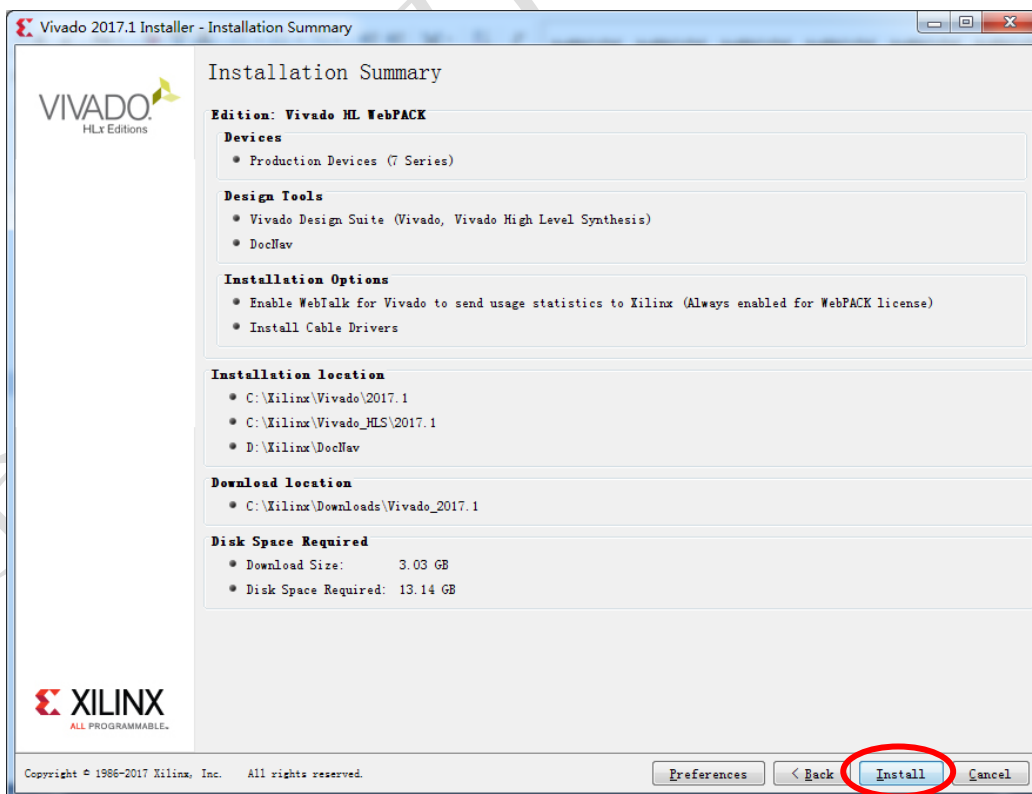 Vivado 2017.1 Installer - Installation Summary
VIVADO.
HLx Editions
Installation Summary
Edition: Vivado HL WebPACK
Devices
Production Devices (7 Series)
Design Tools
Vivado Design Suite (Vivado, Vivado High Level Synthesis)
DocNav
Installation Options
Enable WebTalk for Vivado to send usage statistics to Xilinx (Always enabled for WebPACK license)
Install Cable Drivers
Installation location
C:\Xilinx\Vivado\2017.1
C:\Xilinx\Vivado_HLS\2017.1
D:\Xilinx\DocNav
Download location
C:\Xilinx\Downloads\Vivado_2017.1
Disk Space Required
Download Size: 3.03 GB
Disk Space Required: 13.14 GB
XILINX
ALL PROGRAMMABLE.
Copyright © 1986-2017 Xilinx, Inc. All rights reserved.
Preferences < Back Install Cancel